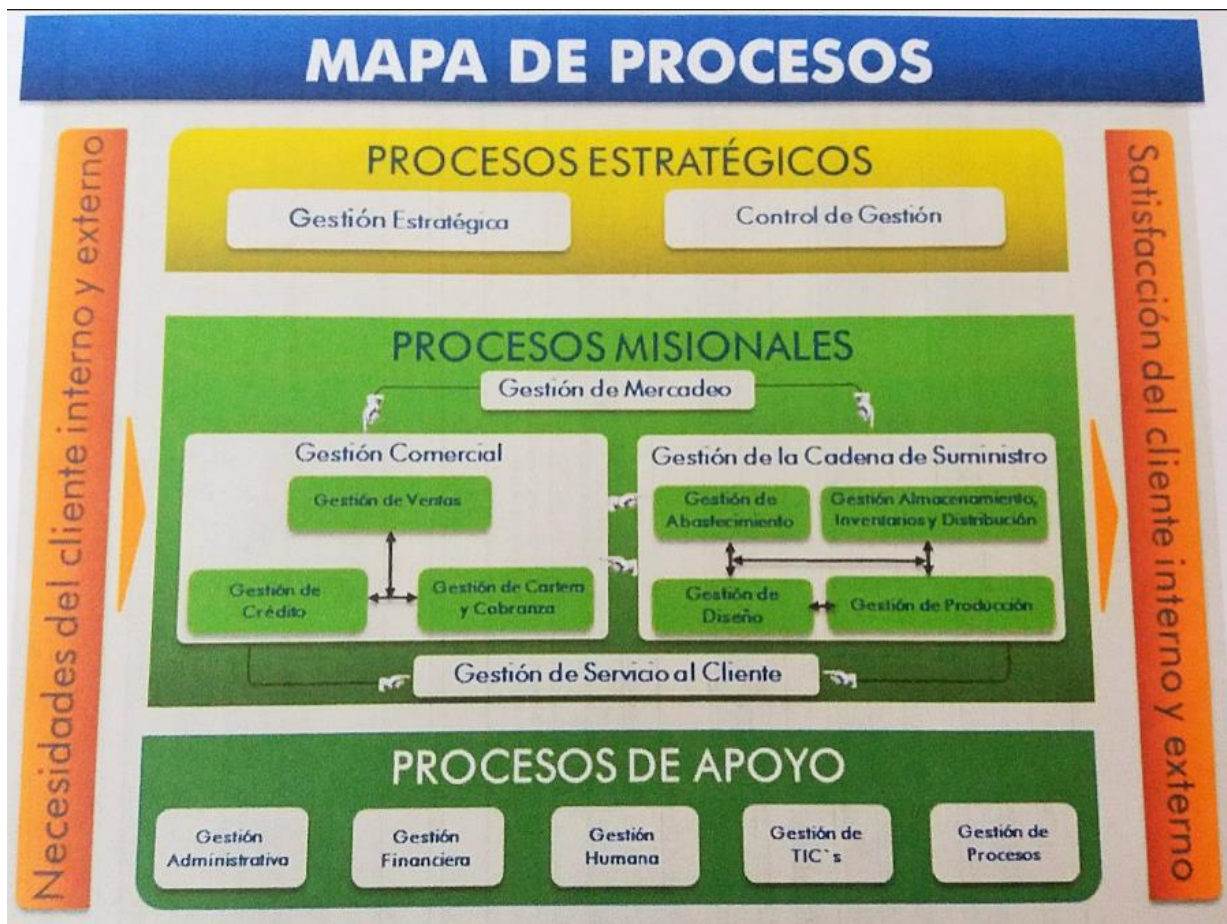 MAPA DE PROCESOS
Necesidades del cliente interno y externo
PROCESOS ESTRATÉGICOS
Gestión Estratégica
Control de Gestión
PROCESOS MISIONALES
Gestión de Mercadeo
Gestión Comercial
Gestión de Ventas
Gestión de
Crédito
Gestión de Cartera
y Cobranza
Gestión de la Cadena de Suministro
Gestión de
Abastecimiento
Gestión Almacenamiento,
Inventarios y Distribución
Gestión de
Diseño
Gestión de Producción
Gestión de Servicio al Cliente
PROCESOS DE APOYO
Gestión
Administrativa
Gestión
Financiera
Gestión
Humana
Gestión de
TIC`s
Gestión de
Procesos
Satisfacción del cliente interno y externo